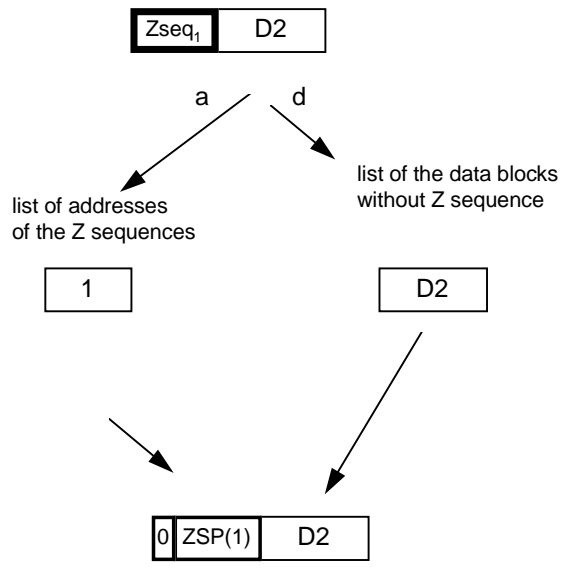 Zseq₁ D2
a d
list of the data blocks
without Z sequence
list of addresses
of the Z sequences
1 D2
0 ZSP(1) D2